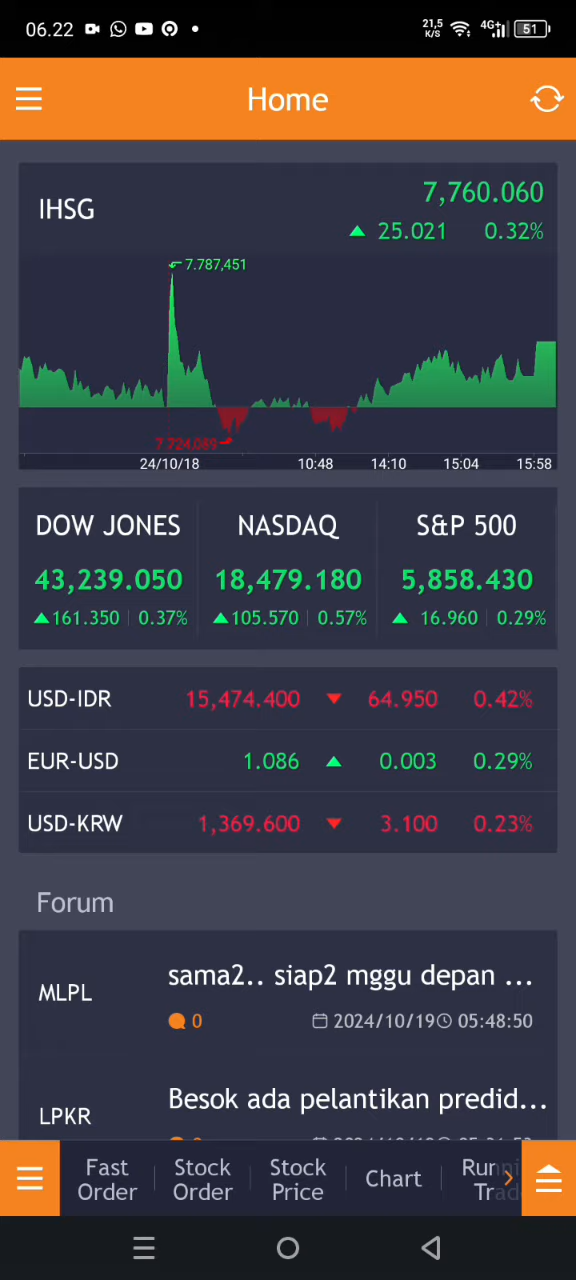 06.22 21,5 K/S 4G+ 51
Home
IHSG 7,760.060
25.021 0.32%
7.787,451
7.724,089
24/10/18 10:48 14:10 15:04 15:58
DOW JONES NASDAQ S&P 500
43,239.050 18,479.180 5,858.430
161.350 0.37% 105.570 0.57% 16.960 0.29%
USD-IDR 15,474.400 64.950 0.42%
EUR-USD 1.086 0.003 0.29%
USD-KRW 1,369.600 3.100 0.23%
Forum
MLPL sama2.. siap2 mggu depan ...
0 2024/10/19 05:48:50
LPKR Besok ada pelantikan predid...
Fast Order Stock Order Stock Price Chart